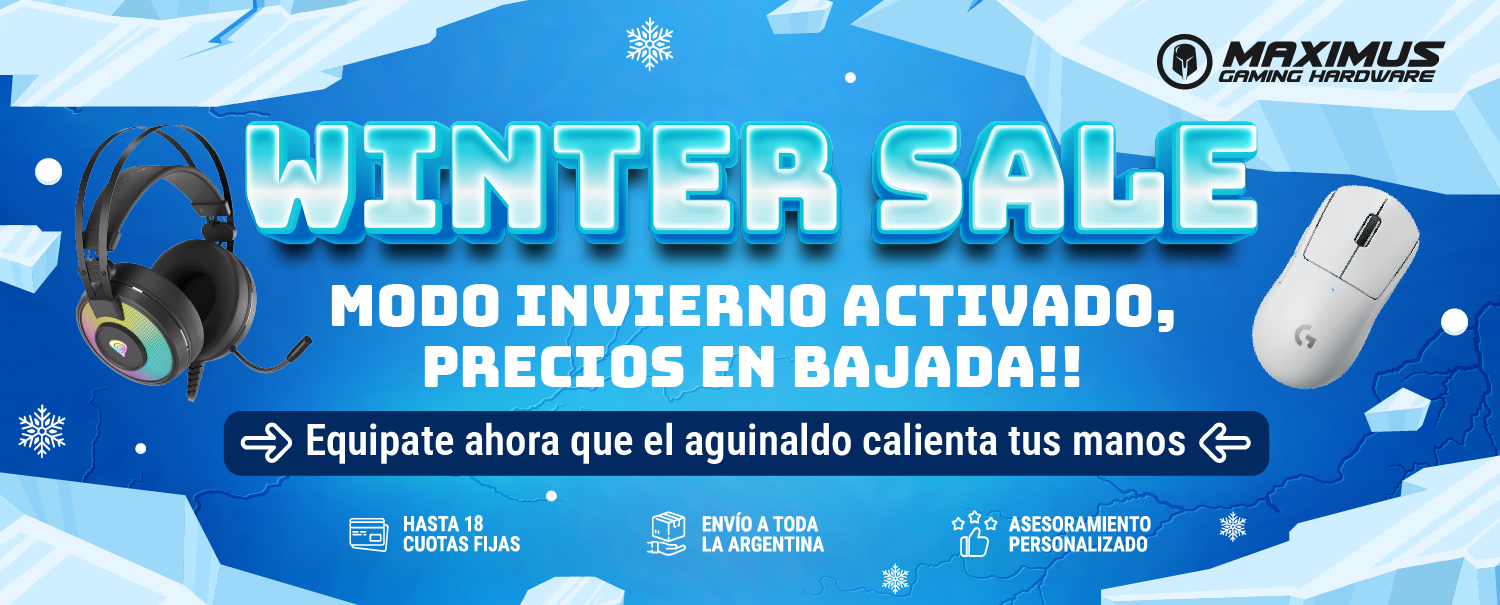 MAXIMUS
GAMING HARDWARE
WINTER SALE
MODO INVIERNO ACTIVADO,
PRECIOS EN BAJADA!!
Equipate ahora que el aguinaldo calienta tus manos
HASTA 18
CUOTAS FIJAS
ENVÍO A TODA
LA ARGENTINA
ASESORAMIENTO
PERSONALIZADO
G